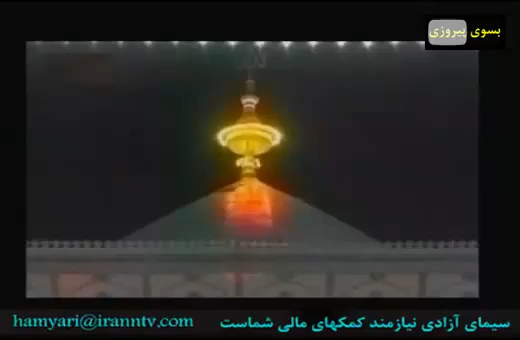 بسوی پیروزی
سیمای آزادی نیازمند کمکهای مالی شماست hamyari@iranntv.com